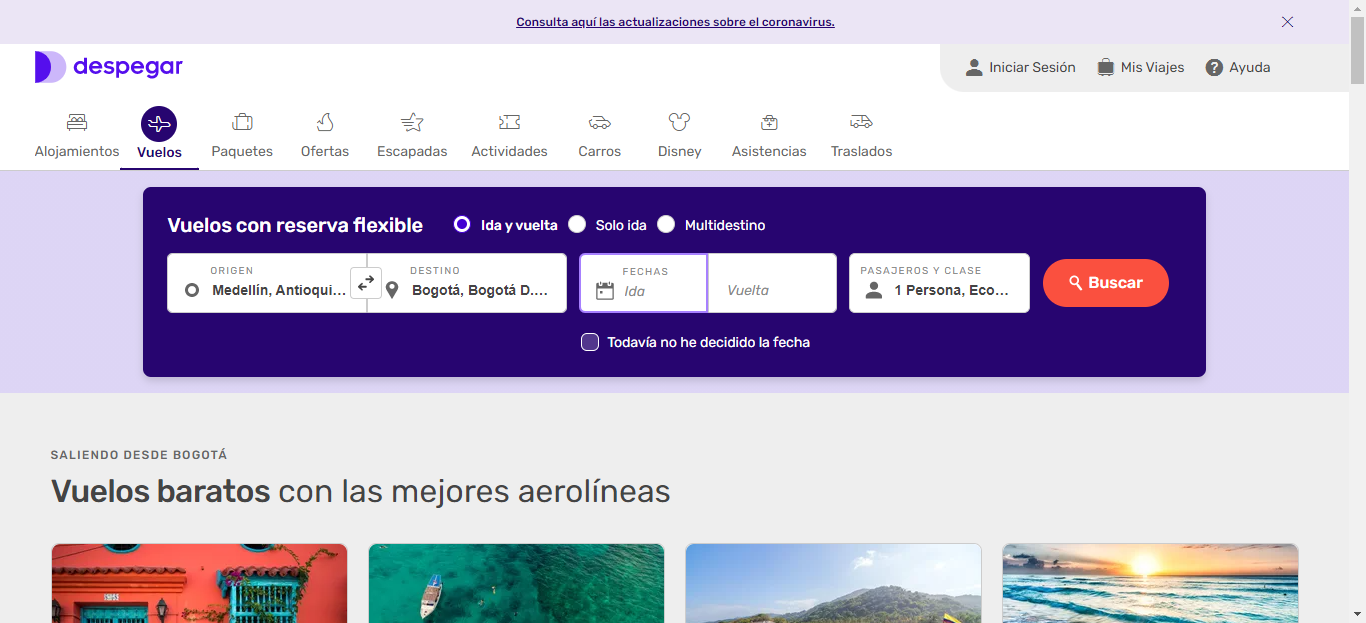 Consulta aquí las actualizaciones sobre el coronavirus.
despegar
Iniciar Sesión
Mis Viajes
Ayuda
Alojamientos
Vuelos
Paquetes
Ofertas
Escapadas
Actividades
Carros
Disney
Asistencias
Traslados
Vuelos con reserva flexible
Ida y vuelta
Solo ida
Multidestino
ORIGEN
Medellín, Antioqui...
DESTINO
Bogotá, Bogotá D....
FECHAS
Ida
Vuelta
PASAJEROS Y CLASE
1 Persona, Eco...
Buscar
Todavía no he decidido la fecha
SALIENDO DESDE BOGOTÁ
Vuelos baratos con las mejores aerolíneas